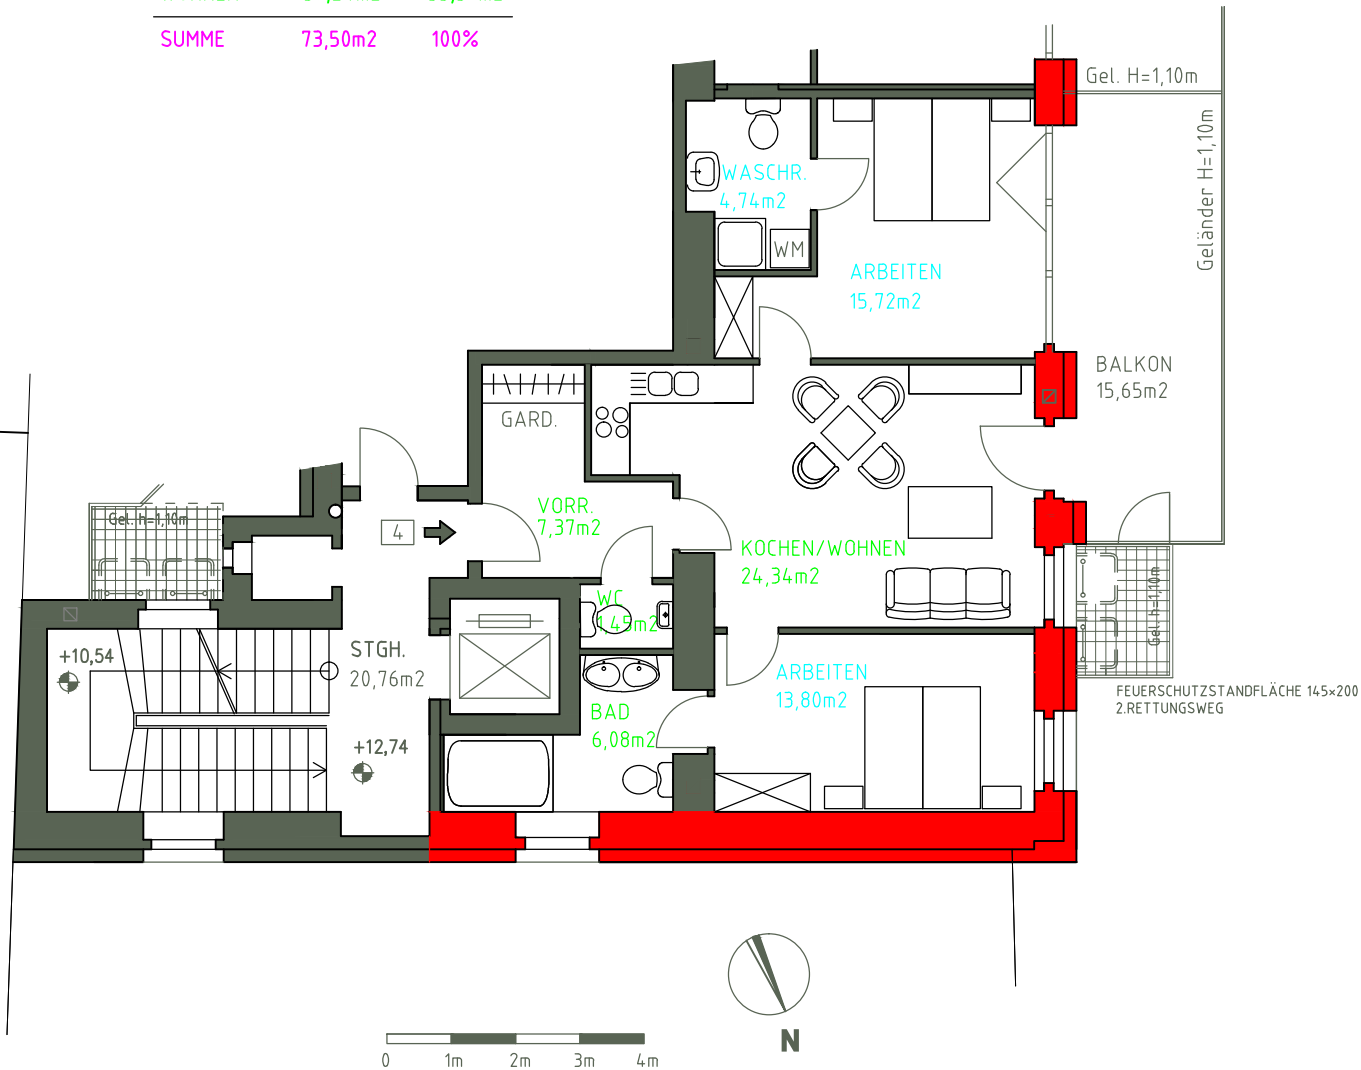 SUMME 73,50m2 100%
Gel. H=1,10m
Geländer H=1,10m
WASCHR.
4,74m2
WM
ARBEITEN
15,72m2
BALKON
15,65m2
GARD.
VORR.
7,37m2
Gel. h=1,10m
4
KOCHEN/WOHNEN
24,34m2
WC
1,45m2
Gel. h=1,10m
STGH.
20,76m2
+10,54
ARBEITEN
13,80m2
FEUERSCHUTZSTANDFLÄCHE 145×200
2.RETTUNGSWEG
BAD
6,08m2
+12,74
N
0 1m 2m 3m 4m